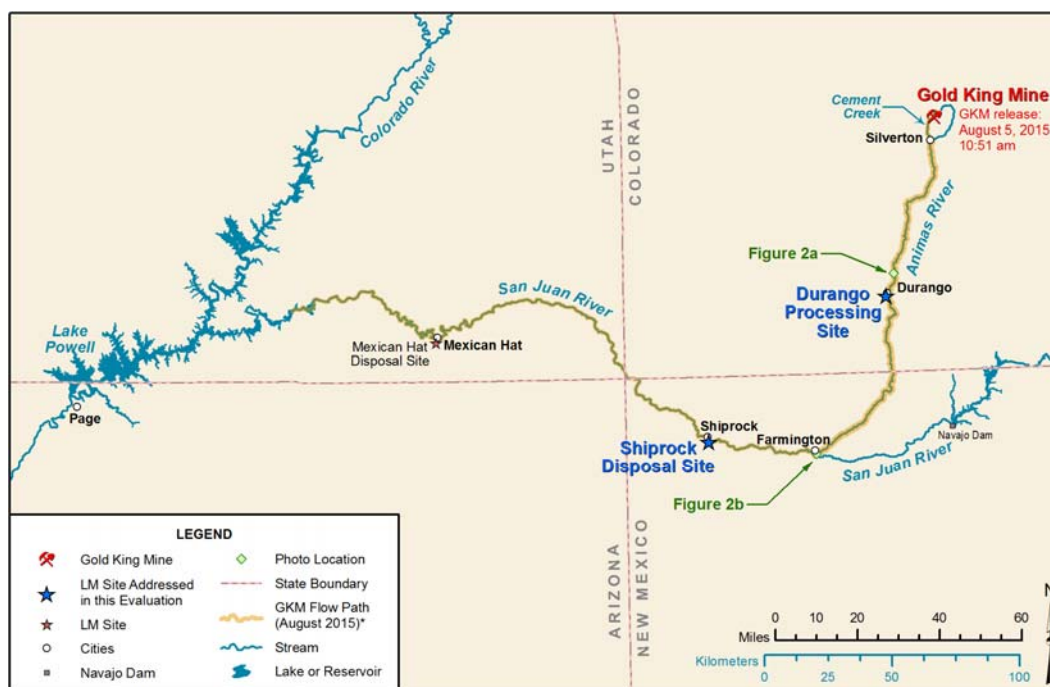 Colorado River
UTAH
COLORADO
Cement
Creek
Gold King Mine
GKM release:
August 5, 2015
10:51 am
Silverton
Animas River
Figure 2a
Durango
Durango
Processing
Site
San Juan River
Lake
Powell
Mexican Hat
Disposal Site
Mexican Hat
Page
Shiprock
Shiprock
Disposal Site
Farmington
Navajo Dam
San Juan River
Figure 2b
ARIZONA
NEW MEXICO
LEGEND
Gold King Mine
LM Site Addressed
in this Evaluation
LM Site
Cities
Navajo Dam
Photo Location
State Boundary
GKM Flow Path
(August 2015)*
Stream
Lake or Reservoir
N
0 10 20 30 40 60
Miles
Kilometers
0 25 50 100